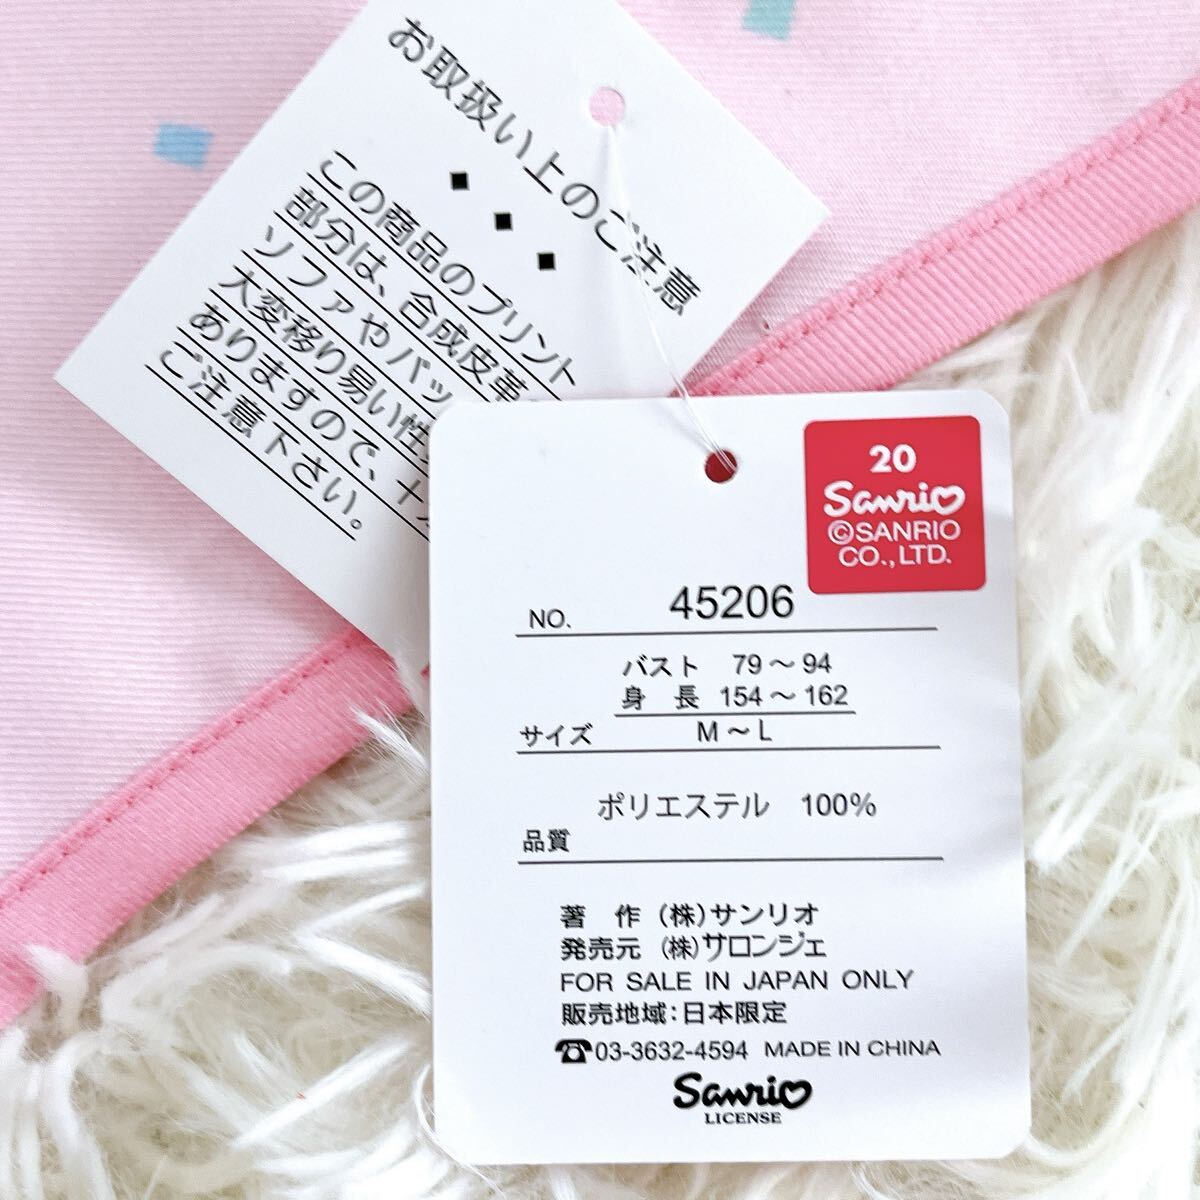 お取扱い上のご注意
この商品のプリント
部分は、合成皮革
ソファやバッ
大変移り易い性
ありますので、十
ご注意下さい。
20
Sanrio
©SANRIO
CO.,LTD.
NO. 45206
バスト 79～94
身 長 154～162
サイズ M～L
ポリエステル 100%
品質
著 作 (株)サンリオ
発売元 (株)サロンジェ
FOR SALE IN JAPAN ONLY
販売地域:日本限定
☎03-3632-4594 MADE IN CHINA
Sanrio
LICENSE